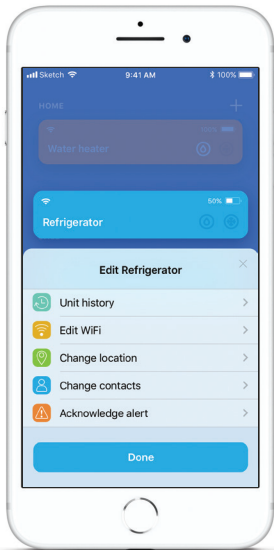 Sketch 9:41 AM 100%
HOME
Water heater
50%
Refrigerator
Edit Refrigerator
Unit history
Edit WiFi
Change location
Change contacts
Acknowledge alert
Done